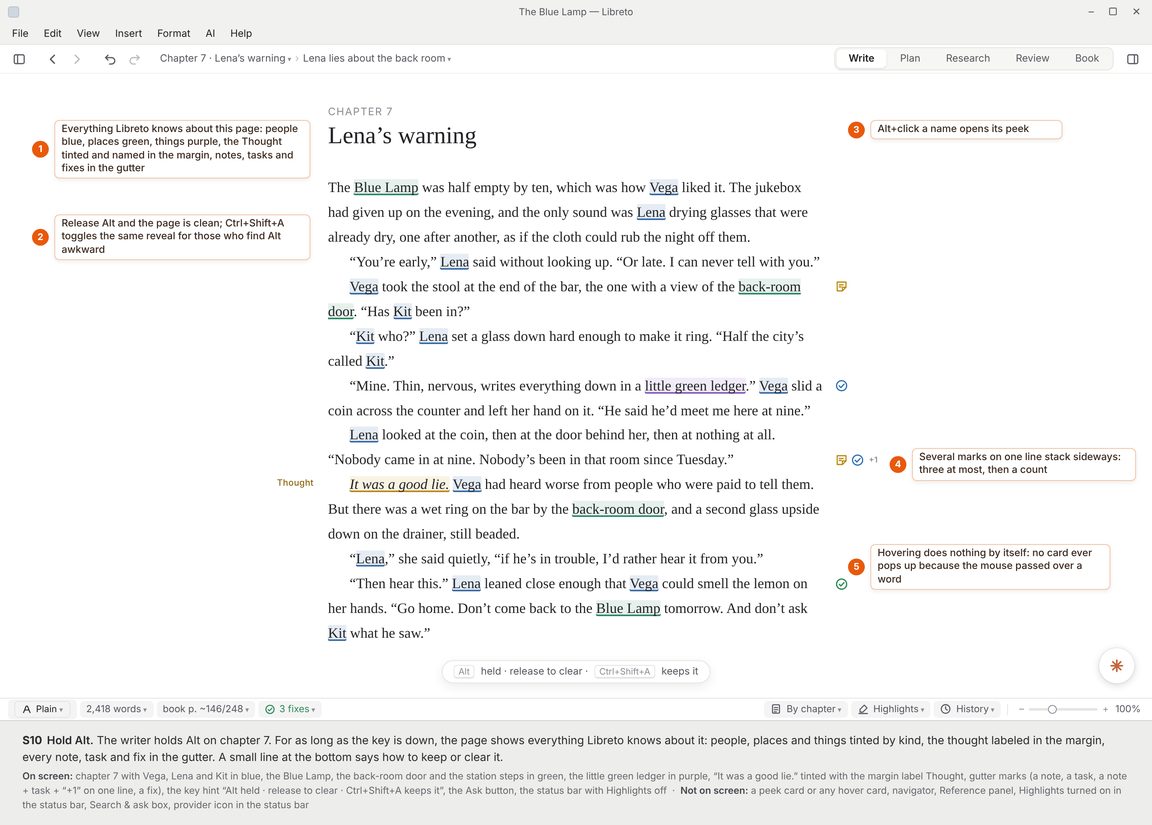 The Blue Lamp — Libreto
File Edit View Insert Format AI Help
Chapter 7 · Lena’s warning › Lena lies about the back room
Write Plan Research Review Book
1 Everything Libreto knows about this page: people
blue, places green, things purple, the Thought
tinted and named in the margin, notes, tasks and
fixes in the gutter
2 Release Alt and the page is clean; Ctrl+Shift+A
toggles the same reveal for those who find Alt
awkward
CHAPTER 7
Lena’s warning
3 Alt+click a name opens its peek
The Blue Lamp was half empty by ten, which was how Vega liked it. The jukebox
had given up on the evening, and the only sound was Lena drying glasses that were
already dry, one after another, as if the cloth could rub the night off them.
“You’re early,” Lena said without looking up. “Or late. I can never tell with you.”
Vega took the stool at the end of the bar, the one with a view of the back-room
door. “Has Kit been in?”
“Kit who?” Lena set a glass down hard enough to make it ring. “Half the city’s
called Kit.”
“Mine. Thin, nervous, writes everything down in a little green ledger.” Vega slid a
coin across the counter and left her hand on it. “He said he’d meet me here at nine.”
Lena looked at the coin, then at the door behind her, then at nothing at all.
“Nobody came in at nine. Nobody’s been in that room since Tuesday.”
+1
4 Several marks on one line stack sideways:
three at most, then a count
Thought
It was a good lie. Vega had heard worse from people who were paid to tell them.
But there was a wet ring on the bar by the back-room door, and a second glass upside
down on the drainer, still beaded.
“Lena,” she said quietly, “if he’s in trouble, I’d rather hear it from you.”
“Then hear this.” Lena leaned close enough that Vega could smell the lemon on
her hands. “Go home. Don’t come back to the Blue Lamp tomorrow. And don’t ask
Kit what he saw.”
5 Hovering does nothing by itself: no card ever
pops up because the mouse passed over a
word
Alt held · release to clear · Ctrl+Shift+A keeps it
Plain 2,418 words book p. ~146/248 3 fixes By chapter Highlights History − + 100%
S10 Hold Alt. The writer holds Alt on chapter 7. For as long as the key is down, the page shows everything Libreto knows about it: people, places and things tinted by kind, the thought labeled in the margin,
every note, task and fix in the gutter. A small line at the bottom says how to keep or clear it.
On screen: chapter 7 with Vega, Lena and Kit in blue, the Blue Lamp, the back-room door and the station steps in green, the little green ledger in purple, “It was a good lie.” tinted with the margin label Thought, gutter marks (a note, a task, a note
+ task + “+1” on one line, a fix), the key hint “Alt held · release to clear · Ctrl+Shift+A keeps it”, the Ask button, the status bar with Highlights off · Not on screen: a peek card or any hover card, navigator, Reference panel, Highlights turned on in
the status bar, Search & ask box, provider icon in the status bar